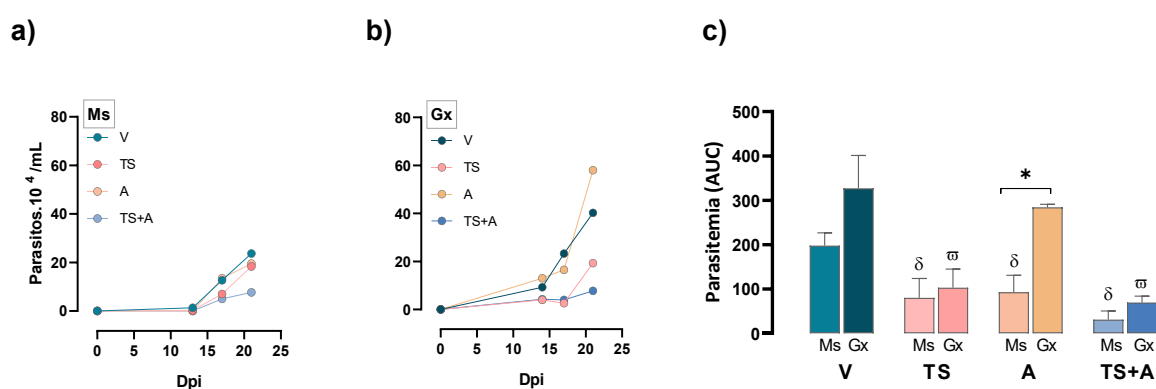 a)
b)
c)
Parasitos.10 4 /mL
80
60
40
20
0
Ms
V
TS
A
TS+A
0 5 10 15 20 25
Dpi
80
60
40
20
0
Gx
V
TS
A
TS+A
0 5 10 15 20 25
Dpi
Parasitemia (AUC)
500
400
300
200
100
0
*
δ ϖ δ δ ϖ
Ms Gx Ms Gx Ms Gx Ms Gx
V TS A TS+A